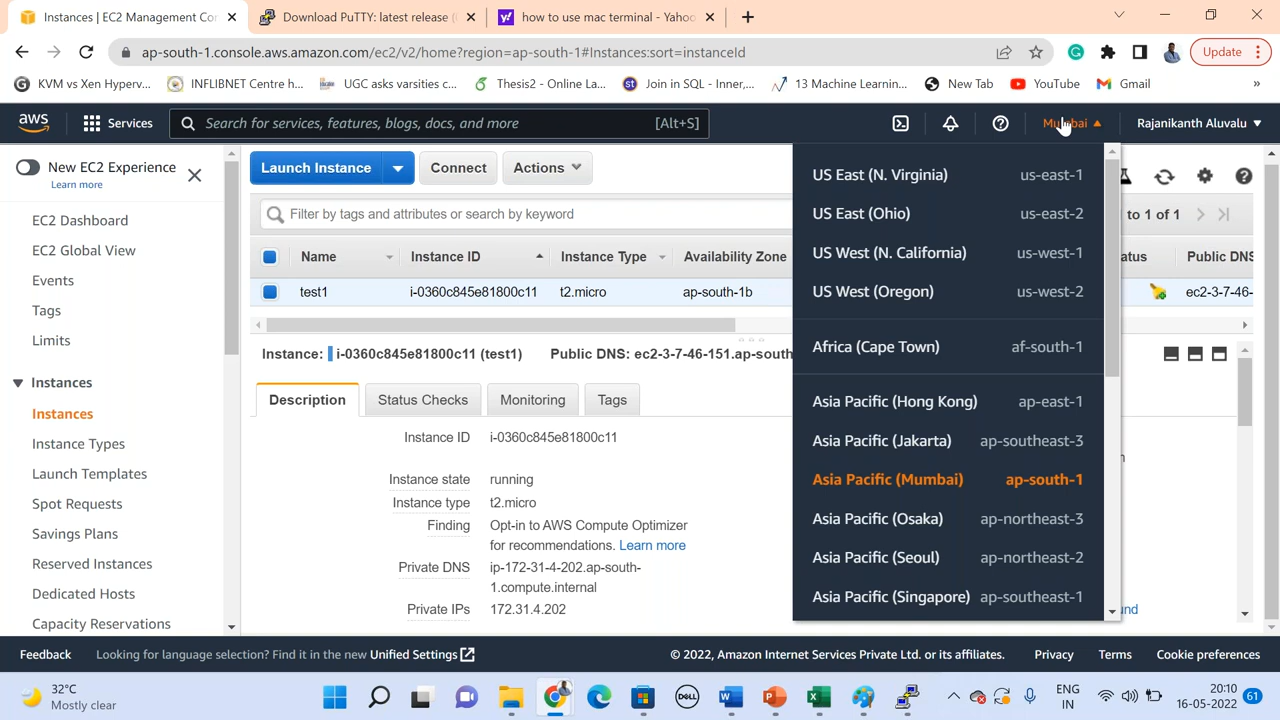 Instances | EC2 Management Con
Download PuTTY: latest release (
how to use mac terminal - Yahoo
ap-south-1.console.aws.amazon.com/ec2/v2/home?region=ap-south-1#Instances:sort=instanceId
Update
KVM vs Xen Hyperv...
INFLIBNET Centre h...
UGC asks varsities c...
Thesis2 - Online La...
Join in SQL - Inner,...
13 Machine Learnin...
New Tab
YouTube
Gmail
»
aws
Services
Search for services, features, blogs, docs, and more
[Alt+S]
Mumbai
Rajanikanth Aluvalu
New EC2 Experience
Learn more
EC2 Dashboard
EC2 Global View
Events
Tags
Limits
Instances
Instances
Instance Types
Launch Templates
Spot Requests
Savings Plans
Reserved Instances
Dedicated Hosts
Capacity Reservations
Launch Instance
Connect
Actions
Filter by tags and attributes or search by keyword
to 1 of 1
Name
Instance ID
Instance Type
Availability Zone
Public DNS
test1
i-0360c845e81800c11
t2.micro
ap-south-1b
ec2-3-7-46-
Instance: i-0360c845e81800c11 (test1)
Public DNS: ec2-3-7-46-151.ap-south
Description
Status Checks
Monitoring
Tags
Instance ID i-0360c845e81800c11
Instance state running
Instance type t2.micro
Finding Opt-in to AWS Compute Optimizer
for recommendations. Learn more
Private DNS ip-172-31-4-202.ap-south-
1.compute.internal
Private IPs 172.31.4.202
US East (N. Virginia) us-east-1
US East (Ohio) us-east-2
US West (N. California) us-west-1
US West (Oregon) us-west-2
Africa (Cape Town) af-south-1
Asia Pacific (Hong Kong) ap-east-1
Asia Pacific (Jakarta) ap-southeast-3
Asia Pacific (Mumbai) ap-south-1
Asia Pacific (Osaka) ap-northeast-3
Asia Pacific (Seoul) ap-northeast-2
Asia Pacific (Singapore) ap-southeast-1
Feedback
Looking for language selection? Find it in the new Unified Settings
© 2022, Amazon Internet Services Private Ltd. or its affiliates.
Privacy
Terms
Cookie preferences
32°C
Mostly clear
ENG
IN
20:10
16-05-2022
61